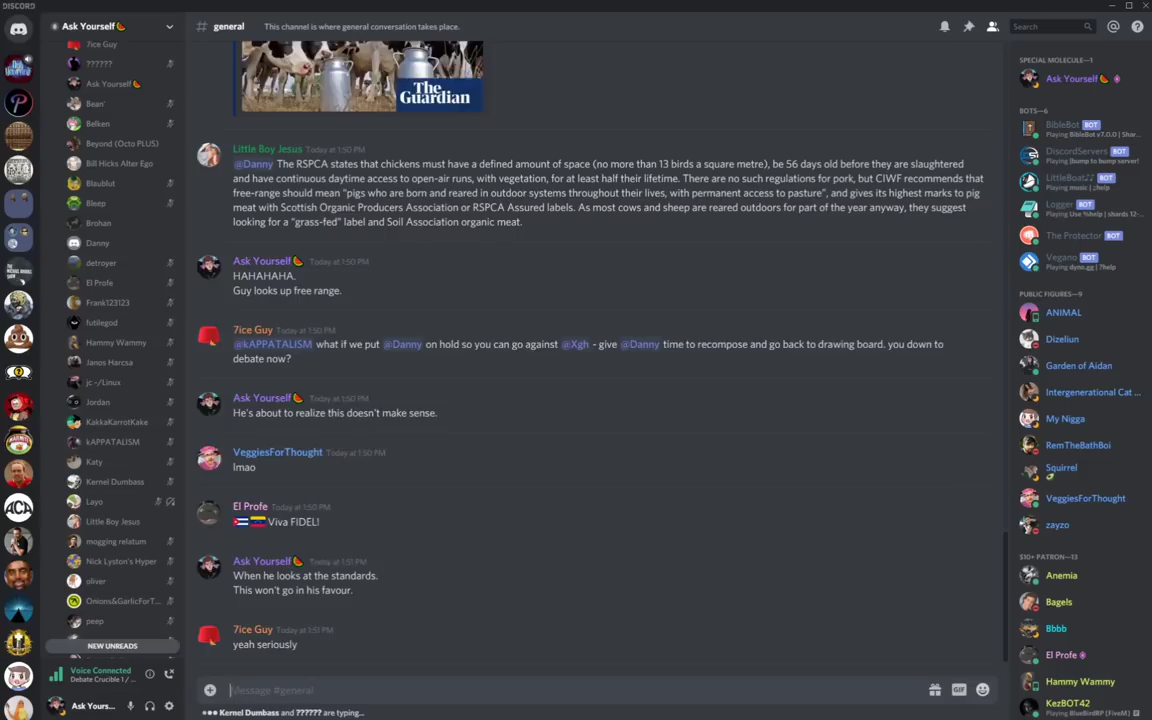 DISCORD
Ask Yourself🍉
7ice Guy
??????
Ask Yourself🍉
Bean'
Belken
Beyond (Octo PLUS)
Bill Hicks Alter Ego
Blaublut
Bleep
Brohan
Danny
detroyer
El Profe
Frank123123
futilegod
Hammy Wammy
Janos Harcsa
jc ~/Linux
Jordan
KakkaKarrotKake
kAPPATALISM
Katy
Kernel Dumbass
Layo
Little Boy Jesus
mogging relatum
Nick Lyston's Hyper
oliver
Onions&GarlicForT...
peep
NEW UNREADS
Voice Connected
Debate Crucible 1 / ...
Ask Yours...
# general
This channel is where general conversation takes place.
Search
The
Guardian
Little Boy Jesus Today at 1:50 PM
@Danny The RSPCA states that chickens must have a defined amount of space (no more than 13 birds a square metre), be 56 days old before they are slaughtered
and have continuous daytime access to open-air runs, with vegetation, for at least half their lifetime. There are no such regulations for pork, but CIWF recommends that
free-range should mean “pigs who are born and reared in outdoor systems throughout their lives, with permanent access to pasture”, and gives its highest marks to pig
meat with Scottish Organic Producers Association or RSPCA Assured labels. As most cows and sheep are reared outdoors for part of the year anyway, they suggest
looking for a “grass-fed” label and Soil Association organic meat.
Ask Yourself🍉 Today at 1:50 PM
HAHAHAHA.
Guy looks up free range.
7ice Guy Today at 1:50 PM
@kAPPATALISM what if we put @Danny on hold so you can go against @Xgh - give @Danny time to recompose and go back to drawing board. you down to
debate now?
Ask Yourself🍉 Today at 1:50 PM
He's about to realize this doesn't make sense.
VeggiesForThought Today at 1:50 PM
lmao
El Profe Today at 1:50 PM
🇨🇺🇻🇪Viva FIDEL!
Ask Yourself🍉 Today at 1:51 PM
When he looks at the standards.
This won't go in his favour.
7ice Guy Today at 1:51 PM
yeah seriously
Message #general
GIF
Kernel Dumbass and ?????? are typing...
SPECIAL MOLECULE—1
Ask Yourself🍉
BOTS—6
BibleBot BOT
Playing BibleBot v7.0.0 | Shar...
DiscordServers BOT
Playing !bump to bump server!
LittleBoat♪♫ BOT
Playing music | ;help
Logger BOT
Playing Use %help | shards 12-...
The Protector BOT
Vegano BOT
Playing dyno.gg | ?help
PUBLIC FIGURES—9
ANIMAL
Dizeliun
Garden of Aidan
Intergenerational Cat ...
My Nigga
RemTheBathBoi
Squirrel
VeggiesForThought
zayzo
$10+ PATRON—13
Anemia
Bagels
Bbbb
El Profe
Hammy Wammy
KezBOT42
Playing BlueBirdRP (FiveM)
ACA